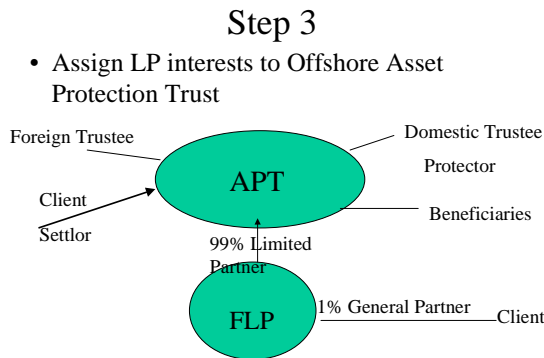 Step 3
• Assign LP interests to Offshore Asset
Protection Trust
Foreign Trustee
Domestic Trustee
Protector
APT
Client
Settlor
Beneficiaries
99% Limited
Partner
FLP
1% General Partner
Client